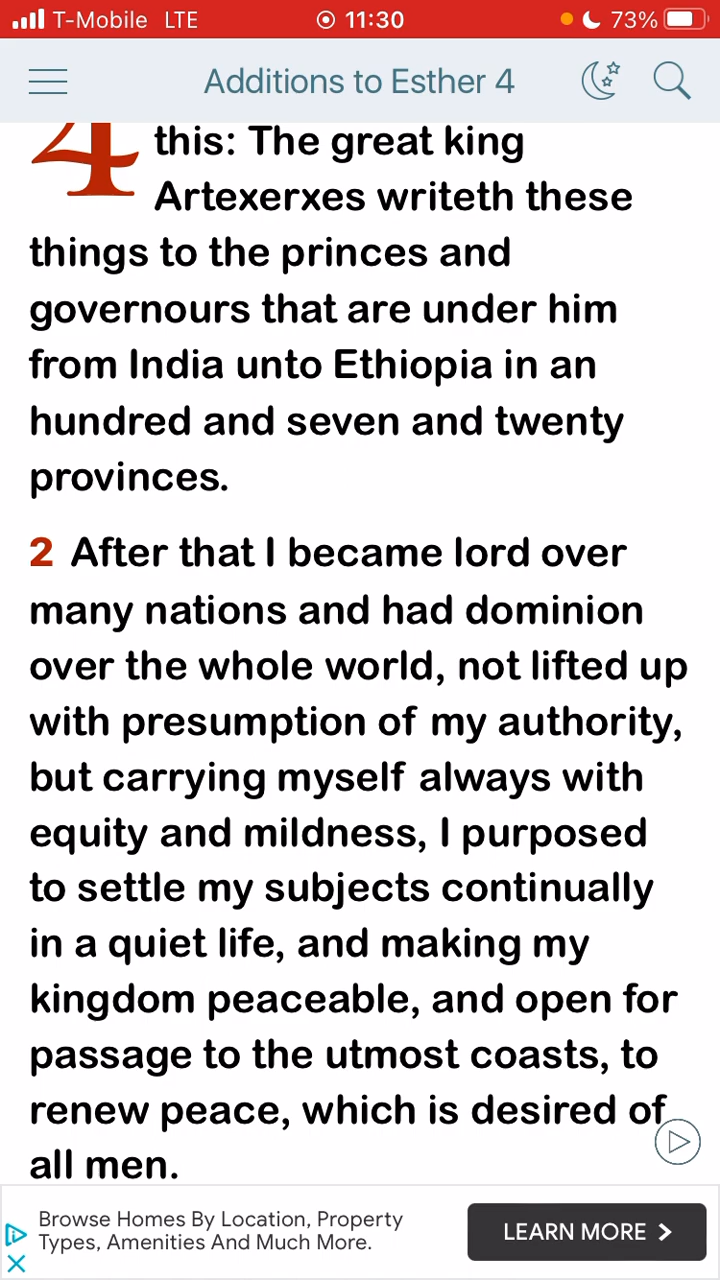 T-Mobile LTE 11:30 73%
Additions to Esther 4
4 this: The great king
Artexerxes writeth these
things to the princes and
governours that are under him
from India unto Ethiopia in an
hundred and seven and twenty
provinces.
2 After that I became lord over
many nations and had dominion
over the whole world, not lifted up
with presumption of my authority,
but carrying myself always with
equity and mildness, I purposed
to settle my subjects continually
in a quiet life, and making my
kingdom peaceable, and open for
passage to the utmost coasts, to
renew peace, which is desired of
all men.
Browse Homes By Location, Property
Types, Amenities And Much More.
LEARN MORE